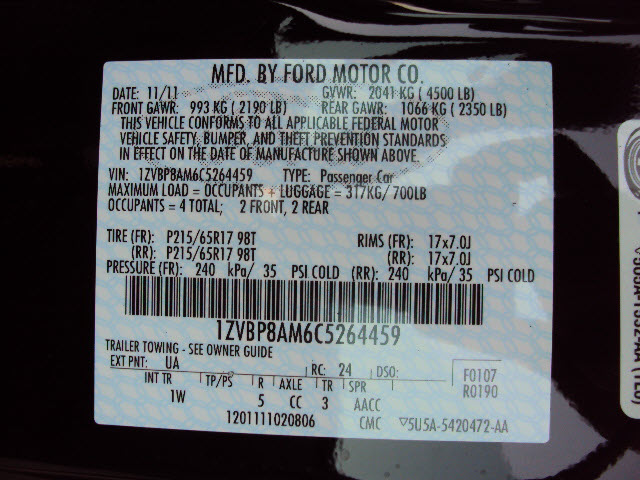 MFD. BY FORD MOTOR CO.
DATE: 11/11 GVWR: 2041 KG ( 4500 LB)
FRONT GAWR: 993 KG ( 2190 LB) REAR GAWR: 1066 KG ( 2350 LB)
THIS VEHICLE CONFORMS TO ALL APPLICABLE FEDERAL MOTOR
VEHICLE SAFETY, BUMPER, AND THEFT PREVENTION STANDARDS
IN EFFECT ON THE DATE OF MANUFACTURE SHOWN ABOVE.
VIN: 1ZVBP8AM6C5264459 TYPE: Passenger Car
MAXIMUM LOAD = OCCUPANTS + LUGGAGE = 317KG/ 700LB
OCCUPANTS = 4 TOTAL; 2 FRONT, 2 REAR
TIRE (FR): P215/65R17 98T RIMS (FR): 17x7.0J
(RR): P215/65R17 98T (RR): 17x7.0J
PRESSURE (FR): 240 kPa/ 35 PSI COLD (RR): 240 kPa/ 35 PSI COLD
1ZVBP8AM6C5264459
TRAILER TOWING - SEE OWNER GUIDE
EXT PNT: UA RC: 24 DSO: F0107
INT TR TP/PS R AXLE TR SPR R0190
1W 5 CC 3 AACC
1201111020806 CMC ▽5U5A-5420472-AA